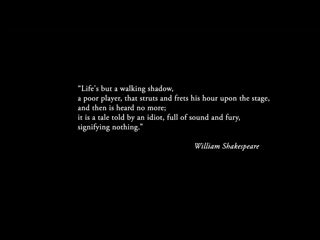 “Life’s but a walking shadow,
a poor player, that struts and frets his hour upon the stage,
and then is heard no more;
it is a tale told by an idiot, full of sound and fury,
signifying nothing.”
William Shakespeare